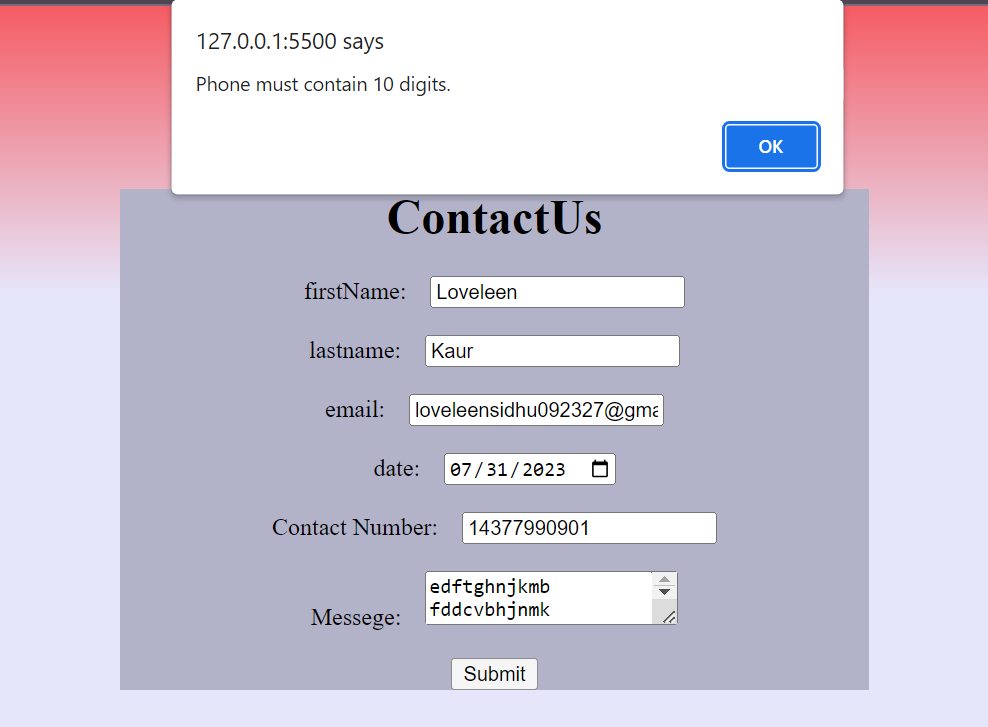 127.0.0.1:5500 says
Phone must contain 10 digits.
OK
ContactUs
firstName: Loveleen
lastname: Kaur
email: loveleensidhu092327@gma
date: 07/31/2023
Contact Number: 14377990901
Messege: edftghnjkmb
fddcvbhjnmk
Submit